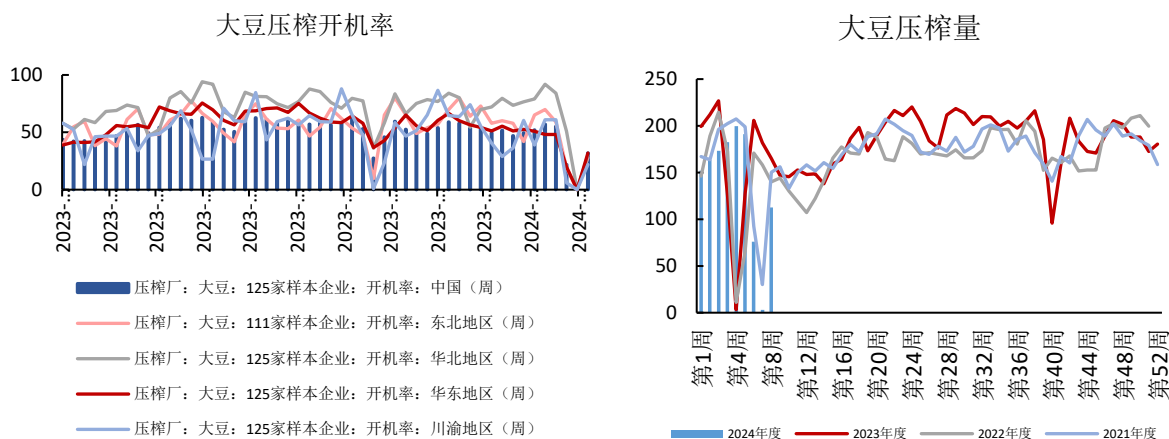 大豆压榨开机率
100
50
0
2023-…
2023-…
2023-…
2023-…
2023-…
2023-…
2023-…
2023-…
2023-…
2023-…
2024-…
2024-…
压榨厂：大豆：125家样本企业：开机率：中国（周）
压榨厂：大豆：111家样本企业：开机率：东北地区（周）
压榨厂：大豆：125家样本企业：开机率：华北地区（周）
压榨厂：大豆：125家样本企业：开机率：华东地区（周）
压榨厂：大豆：125家样本企业：开机率：川渝地区（周）
大豆压榨量
250
200
150
100
50
0
第1周
第4周
第8周
第12周
第16周
第20周
第24周
第28周
第32周
第36周
第40周
第44周
第48周
第52周
2024年度 2023年度 2022年度 2021年度